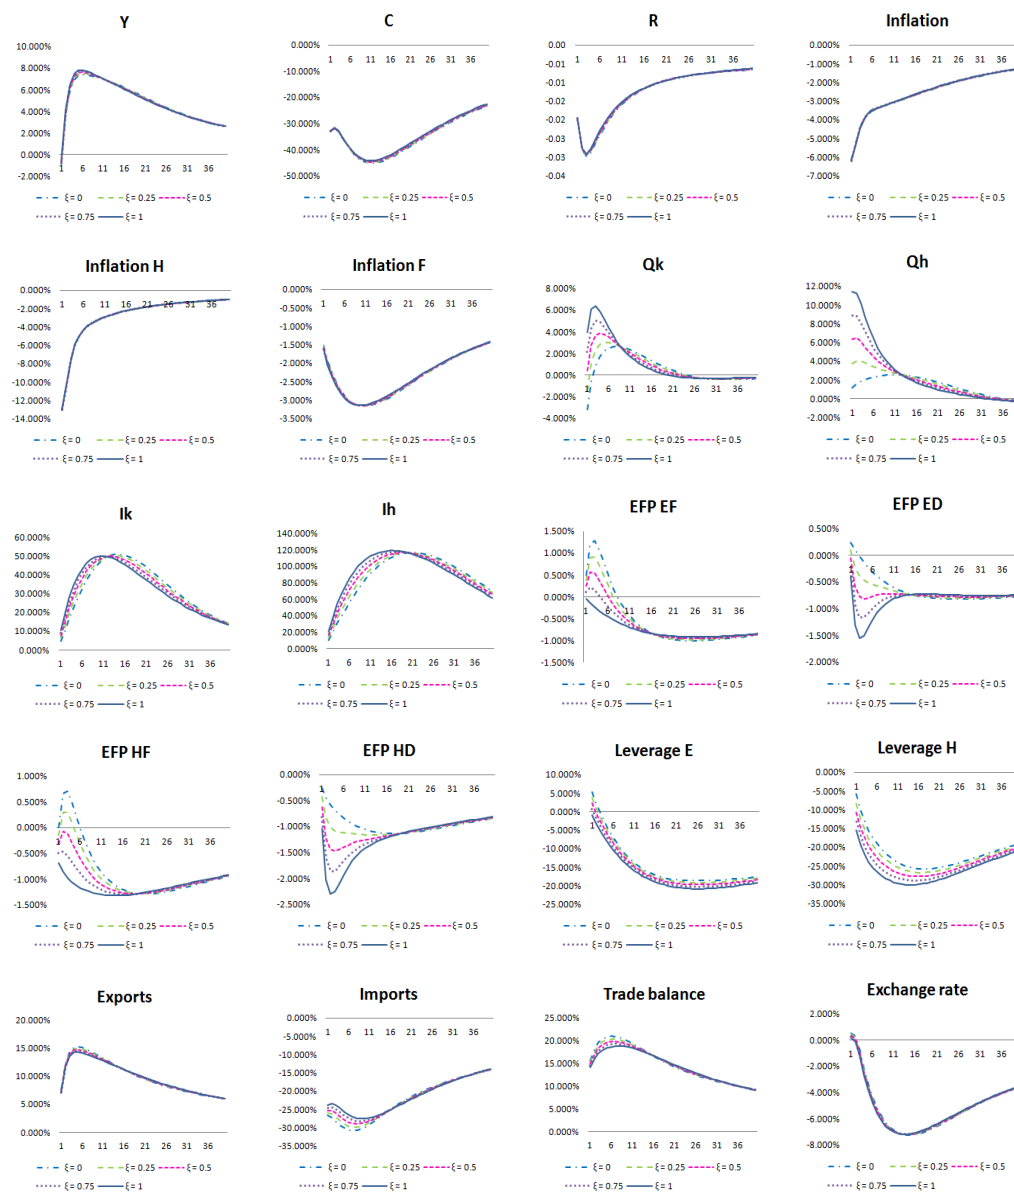 Y
10.000%
8.000%
6.000%
4.000%
2.000%
0.000%
-2.000%
1 6 11 16 21 26 31 36
ξ = 0 ξ = 0.25 ξ = 0.5
ξ = 0.75 ξ = 1
C
0.000%
-10.000%
-20.000%
-30.000%
-40.000%
-50.000%
1 6 11 16 21 26 31 36
ξ = 0 ξ = 0.25 ξ = 0.5
ξ = 0.75 ξ = 1
R
0.00
-0.01
-0.01
-0.02
-0.02
-0.03
-0.03
-0.04
1 6 11 16 21 26 31 36
ξ = 0 ξ = 0.25 ξ = 0.5
ξ = 0.75 ξ = 1
Inflation
0.000%
-1.000%
-2.000%
-3.000%
-4.000%
-5.000%
-6.000%
-7.000%
1 6 11 16 21 26 31 36
ξ = 0 ξ = 0.25 ξ = 0.5
ξ = 0.75 ξ = 1
Inflation H
0.000%
-2.000%
-4.000%
-6.000%
-8.000%
-10.000%
-12.000%
-14.000%
1 6 11 16 21 26 31 36
ξ = 0 ξ = 0.25 ξ = 0.5
ξ = 0.75 ξ = 1
Inflation F
0.000%
-0.500%
-1.000%
-1.500%
-2.000%
-2.500%
-3.000%
-3.500%
1 6 11 16 21 26 31 36
ξ = 0 ξ = 0.25 ξ = 0.5
ξ = 0.75 ξ = 1
Qk
8.000%
6.000%
4.000%
2.000%
0.000%
-2.000%
-4.000%
1 6 11 16 21 26 31 36
ξ = 0 ξ = 0.25 ξ = 0.5
ξ = 0.75 ξ = 1
Qh
12.000%
10.000%
8.000%
6.000%
4.000%
2.000%
0.000%
-2.000%
1 6 11 16 21 26 31 36
ξ = 0 ξ = 0.25 ξ = 0.5
ξ = 0.75 ξ = 1
Ik
60.000%
50.000%
40.000%
30.000%
20.000%
10.000%
0.000%
1 6 11 16 21 26 31 36
ξ = 0 ξ = 0.25 ξ = 0.5
ξ = 0.75 ξ = 1
Ih
140.000%
120.000%
100.000%
80.000%
60.000%
40.000%
20.000%
0.000%
1 6 11 16 21 26 31 36
ξ = 0 ξ = 0.25 ξ = 0.5
ξ = 0.75 ξ = 1
EFP EF
1.500%
1.000%
0.500%
0.000%
-0.500%
-1.000%
-1.500%
1 6 11 16 21 26 31 36
ξ = 0 ξ = 0.25 ξ = 0.5
ξ = 0.75 ξ = 1
EFP ED
0.500%
0.000%
-0.500%
-1.000%
-1.500%
-2.000%
1 6 11 16 21 26 31 36
ξ = 0 ξ = 0.25 ξ = 0.5
ξ = 0.75 ξ = 1
EFP HF
1.000%
0.500%
0.000%
-0.500%
-1.000%
-1.500%
1 6 11 16 21 26 31 36
ξ = 0 ξ = 0.25 ξ = 0.5
ξ = 0.75 ξ = 1
EFP HD
0.000%
-0.500%
-1.000%
-1.500%
-2.000%
-2.500%
1 6 11 16 21 26 31 36
ξ = 0 ξ = 0.25 ξ = 0.5
ξ = 0.75 ξ = 1
Leverage E
10.000%
5.000%
0.000%
-5.000%
-10.000%
-15.000%
-20.000%
-25.000%
1 6 11 16 21 26 31 36
ξ = 0 ξ = 0.25 ξ = 0.5
ξ = 0.75 ξ = 1
Leverage H
0.000%
-5.000%
-10.000%
-15.000%
-20.000%
-25.000%
-30.000%
-35.000%
1 6 11 16 21 26 31 36
ξ = 0 ξ = 0.25 ξ = 0.5
ξ = 0.75 ξ = 1
Exports
20.000%
15.000%
10.000%
5.000%
0.000%
1 6 11 16 21 26 31 36
ξ = 0 ξ = 0.25 ξ = 0.5
ξ = 0.75 ξ = 1
Imports
0.000%
-5.000%
-10.000%
-15.000%
-20.000%
-25.000%
-30.000%
-35.000%
1 6 11 16 21 26 31 36
ξ = 0 ξ = 0.25 ξ = 0.5
ξ = 0.75 ξ = 1
Trade balance
25.000%
20.000%
15.000%
10.000%
5.000%
0.000%
1 6 11 16 21 26 31 36
ξ = 0 ξ = 0.25 ξ = 0.5
ξ = 0.75 ξ = 1
Exchange rate
2.000%
0.000%
-2.000%
-4.000%
-6.000%
-8.000%
1 6 11 16 21 26 31 36
ξ = 0 ξ = 0.25 ξ = 0.5
ξ = 0.75 ξ = 1